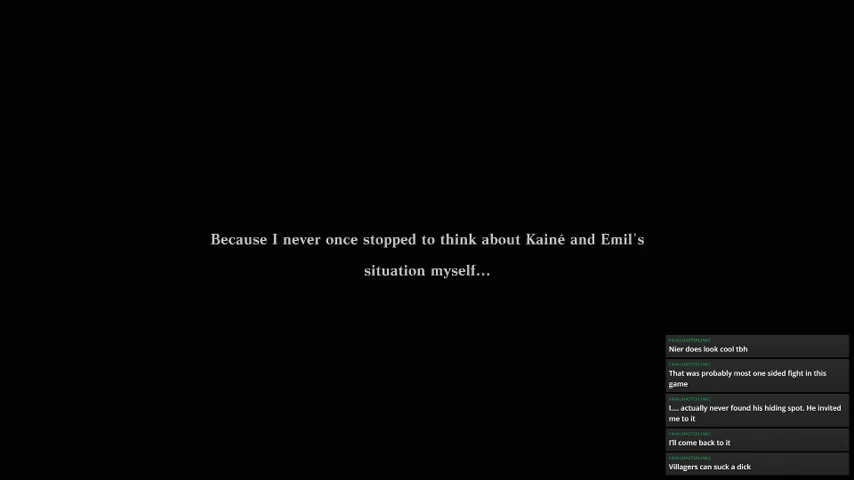 Because I never once stopped to think about Kainé and Emil's
situation myself...
Nier does look cool tbh
That was probably most one sided fight in this
game
I.... actually never found his hiding spot. He invited
me to it
I'll come back to it
Villagers can suck a dick